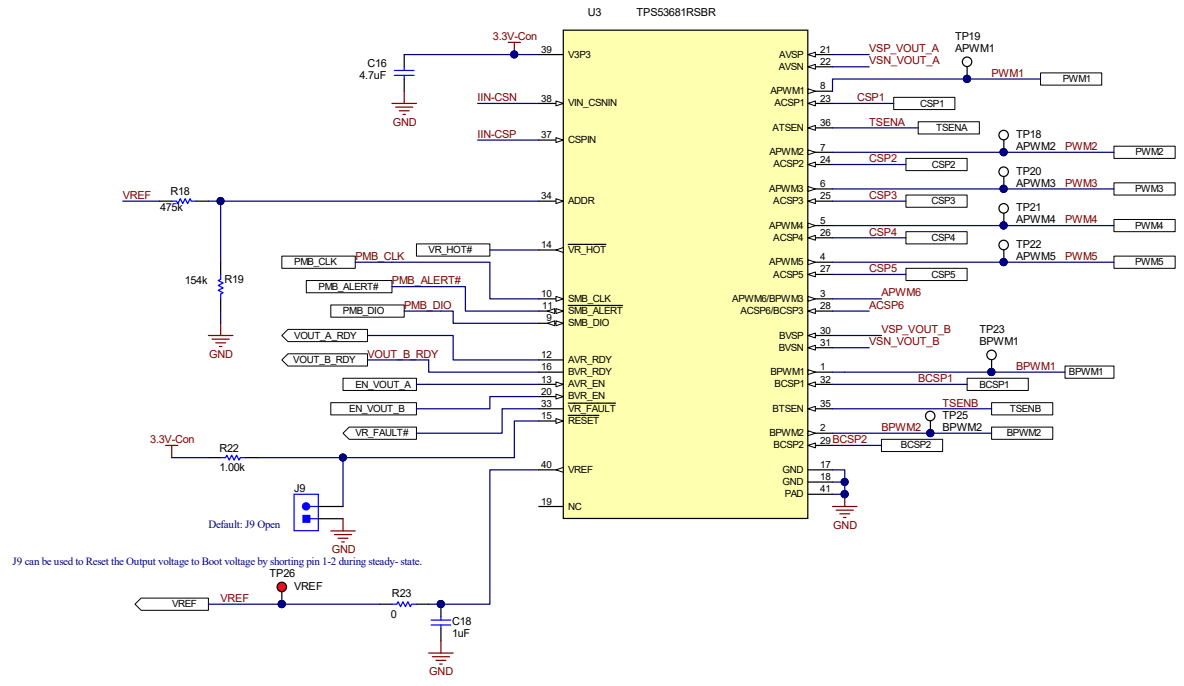 U3 TPS53681RSBR
3.3V-Con
39 V3P3
C16
4.7uF
GND
IIN-CSN 38 VIN_CSNIN
IIN-CSP 37 CSPIN
VREF R18 475k 34 ADDR
154k R19
GND
VR_HOT# 14 VR_HOT
PMB_CLK PMB_CLK 10 SMB_CLK
PMB_ALERT# PMB_ALERT# 11 SMB_ALERT
PMB_DIO PMB_DIO 9 SMB_DIO
VOUT_A_RDY 12 AVR_RDY
VOUT_B_RDY VOUT_B_RDY 16 BVR_RDY
EN_VOUT_A 13 AVR_EN
EN_VOUT_B 20 BVR_EN
VR_FAULT# 33 VR_FAULT
15 RESET
3.3V-Con
R22
1.00k
40 VREF
19 NC
J9
Default: J9 Open
GND
J9 can be used to Reset the Output voltage to Boot voltage by shorting pin 1-2 during steady- state.
TP26
VREF
VREF VREF R23
0
C18
1uF
GND
AVSP 21 VSP_VOUT_A
AVSN 22 VSN_VOUT_A
TP19
APWM1
APWM1 8 PWM1 PWM1
ACSP1 23 CSP1 CSP1
ATSEN 36 TSENA TSENA
TP18
APWM2 7 APWM2 PWM2 PWM2
ACSP2 24 CSP2 CSP2
TP20
APWM3 6 APWM3 PWM3 PWM3
ACSP3 25 CSP3 CSP3
TP21
APWM4 5 APWM4 PWM4 PWM4
ACSP4 26 CSP4 CSP4
TP22
APWM5 4 APWM5 PWM5 PWM5
ACSP5 27 CSP5 CSP5
APWM6/BPWM3 3 APWM6
ACSP6/BCSP3 28 ACSP6
BVSP 30 VSP_VOUT_B
BVSN 31 VSN_VOUT_B
TP23
BPWM1
BPWM1 1 BPWM1 BPWM1
BCSP1 32 BCSP1 BCSP1
BTSEN 35 TSENB TSENB
TP25
BPWM2 2 BPWM2 BPWM2 BPWM2
BCSP2 29 BCSP2 BCSP2
GND 17
GND 18
PAD 41
GND